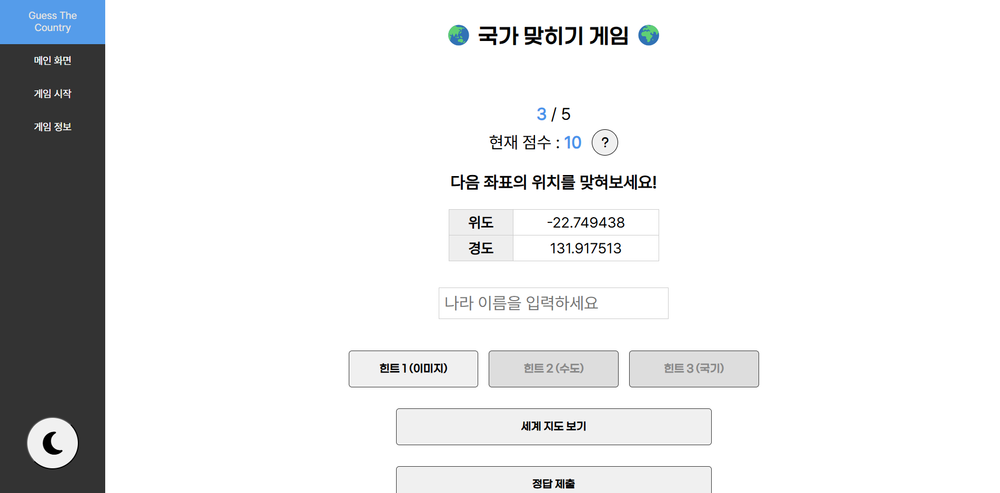 Guess The
Country
메인 화면
게임 시작
게임 정보
국가 맞히기 게임
3 / 5
현재 점수 : 10 ?
다음 좌표의 위치를 맞혀보세요!
위도 -22.749438
경도 131.917513
나라 이름을 입력하세요
힌트 1 (이미지) 힌트 2 (수도) 힌트 3 (국기)
세계 지도 보기
정답 제출